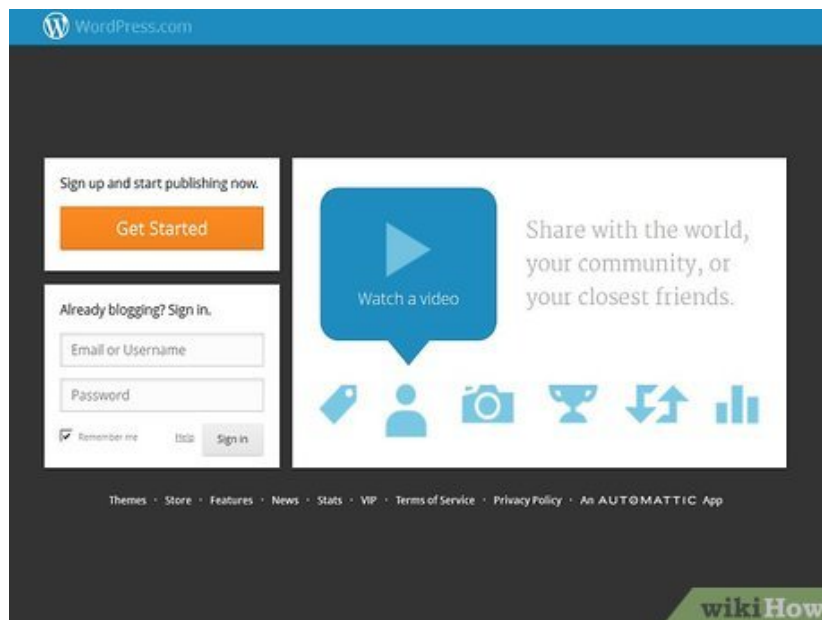 WordPress.com
Sign up and start publishing now.
Get Started
Already blogging? Sign in.
Email or Username
Password
Remember me
Help
Sign in
Watch a video
Share with the world,
your community, or
your closest friends.
Themes · Store · Features · News · Stats · VIP · Terms of Service · Privacy Policy · An AUTOMATTIC App
wikiHow